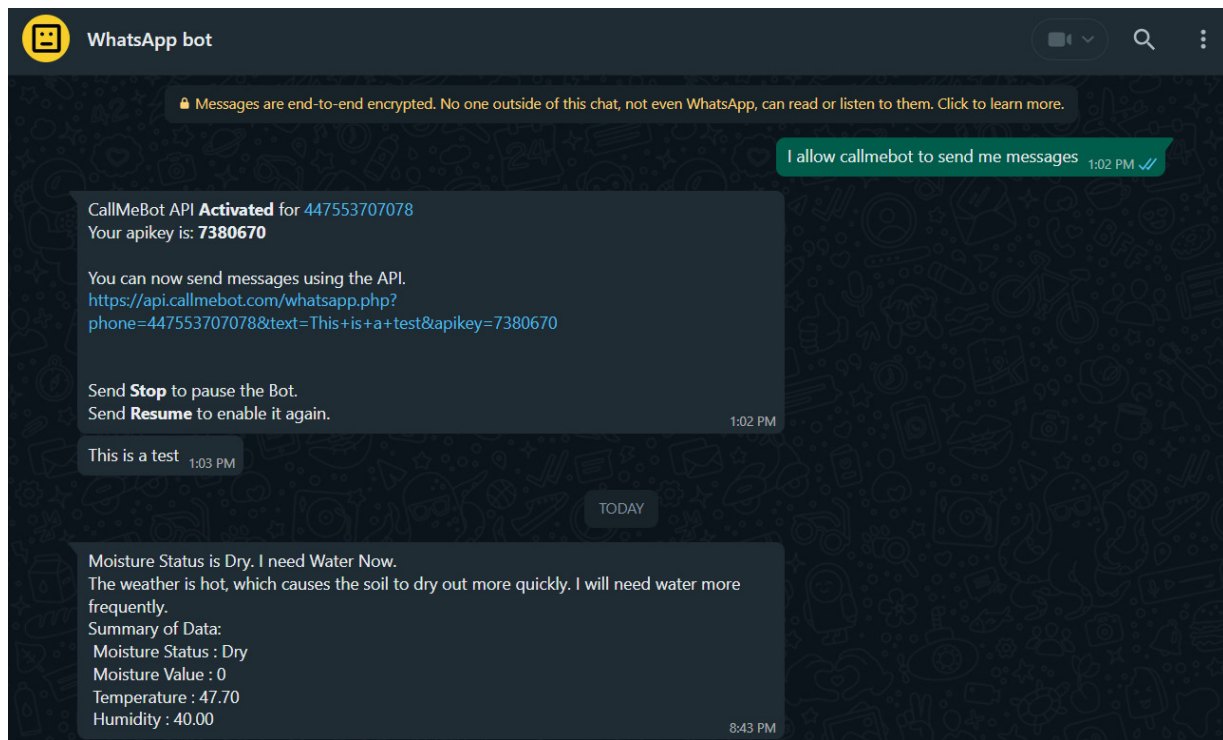 WhatsApp bot
Messages are end-to-end encrypted. No one outside of this chat, not even WhatsApp, can read or listen to them. Click to learn more.
I allow callmebot to send me messages 1:02 PM
CallMeBot API Activated for 447553707078
Your apikey is: 7380670
You can now send messages using the API.
https://api.callmebot.com/whatsapp.php?
phone=447553707078&text=This+is+a+test&apikey=7380670
Send Stop to pause the Bot.
Send Resume to enable it again.
1:02 PM
This is a test 1:03 PM
TODAY
Moisture Status is Dry. I need Water Now.
The weather is hot, which causes the soil to dry out more quickly. I will need water more
frequently.
Summary of Data:
Moisture Status : Dry
Moisture Value : 0
Temperature : 47.70
Humidity : 40.00
8:43 PM